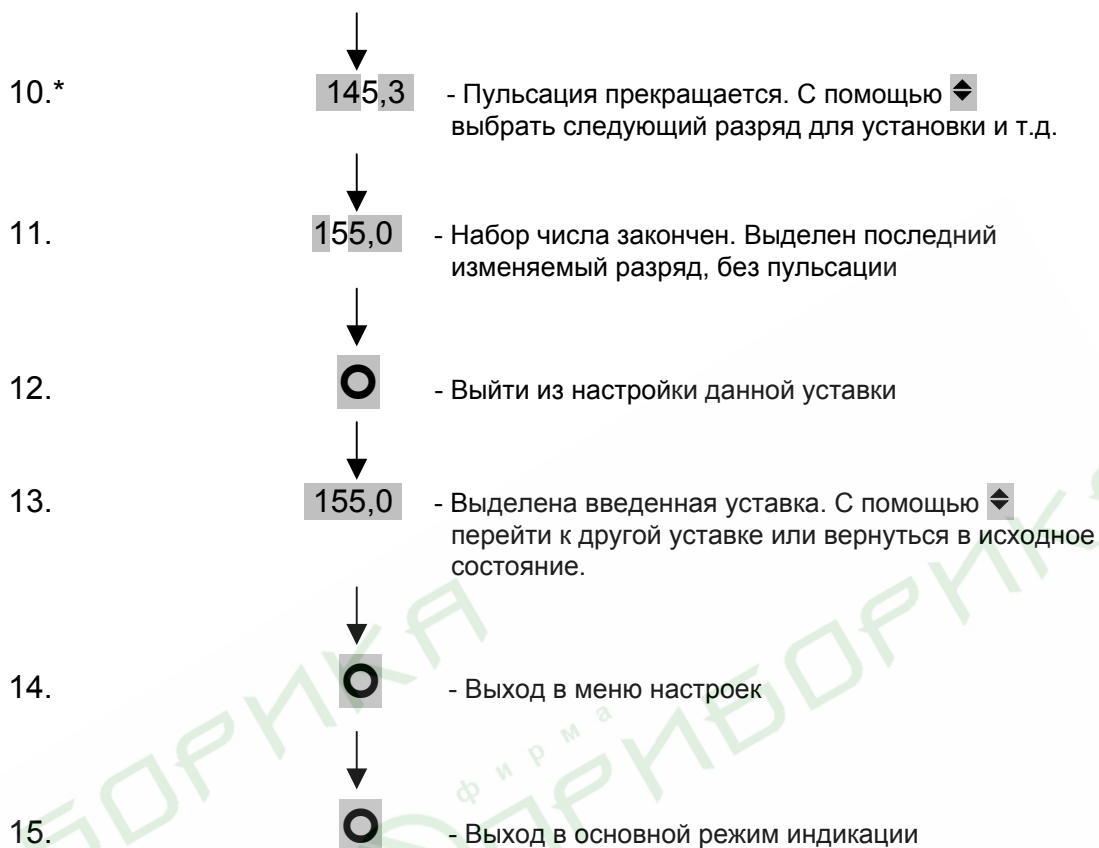 10.* 145,3 - Пульсация прекращается. С помощью
выбрать следующий разряд для установки и т.д.
11. 155,0 - Набор числа закончен. Выделен последний
изменяемый разряд, без пульсации
12. - Выйти из настройки данной уставки
13. 155,0 - Выделена введенная уставка. С помощью
перейти к другой уставке или вернуться в исходное
состояние.
14. - Выход в меню настроек
фирма
15. - Выход в основной режим индикации